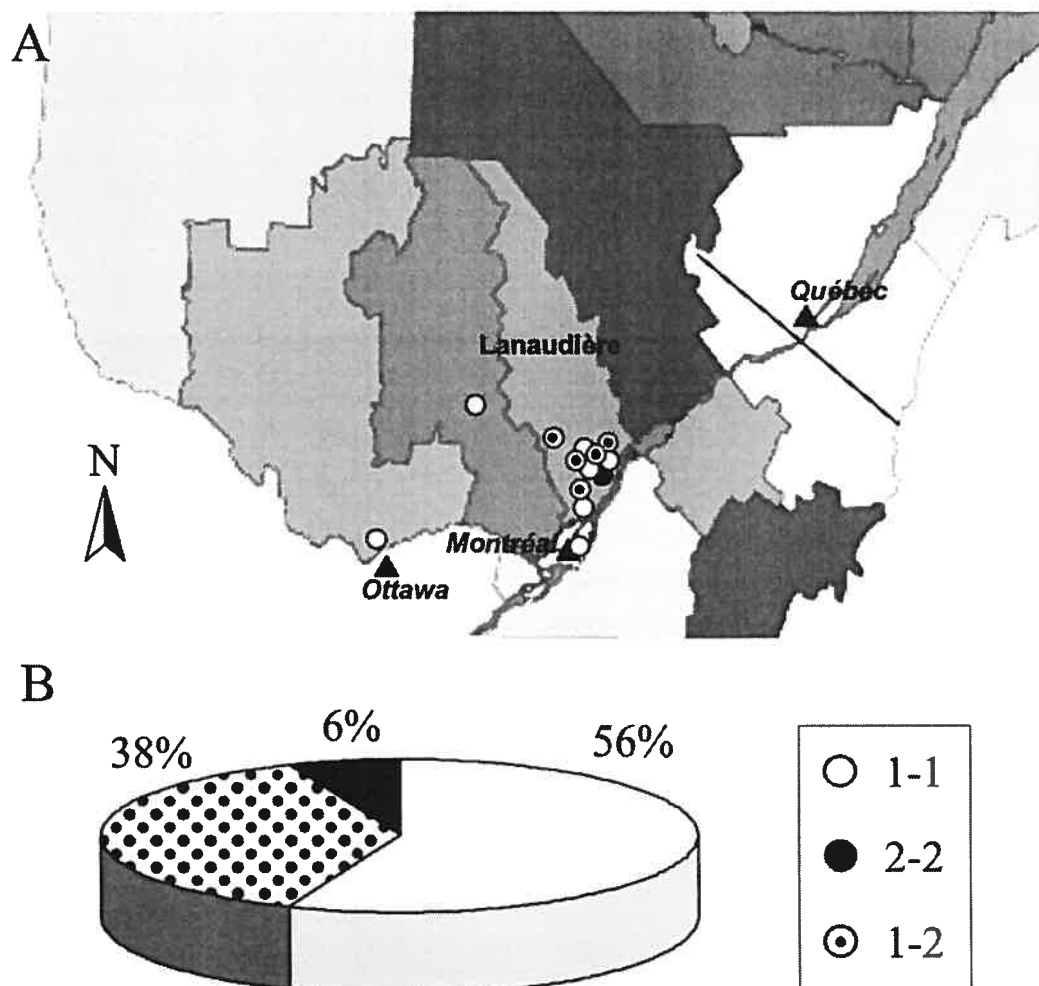 A
Québec
Lanaudière
N
Montréal
Ottawa
B
38%
6%
56%
1-1
2-2
1-2